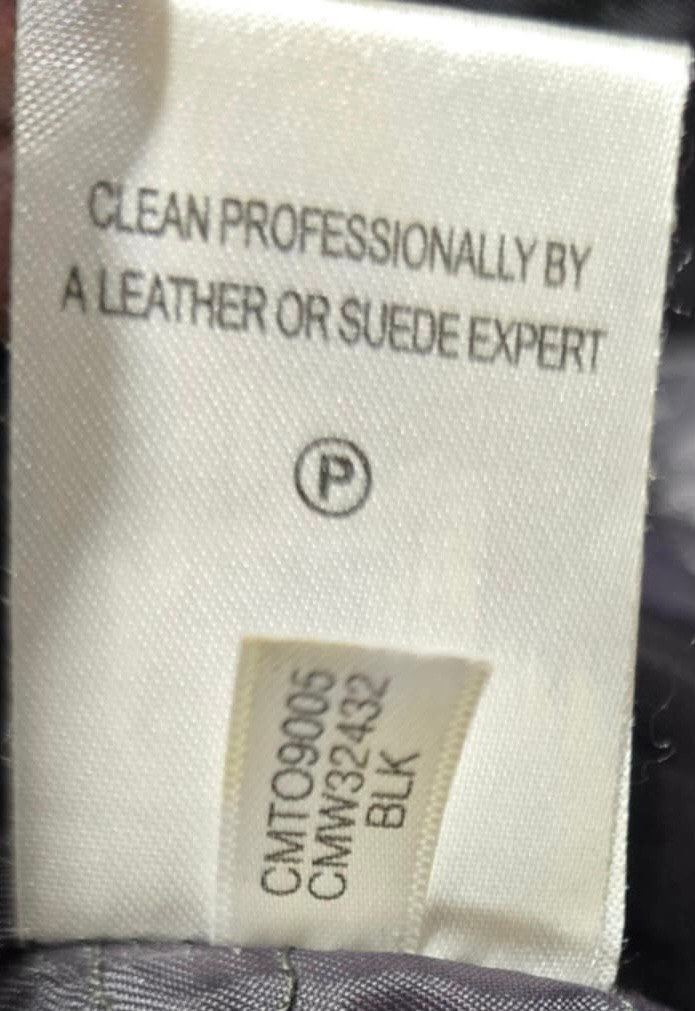 CLEAN PROFESSIONALLY BY
A LEATHER OR SUEDE EXPERT
P
CMTO9005
CMW32432
BLK